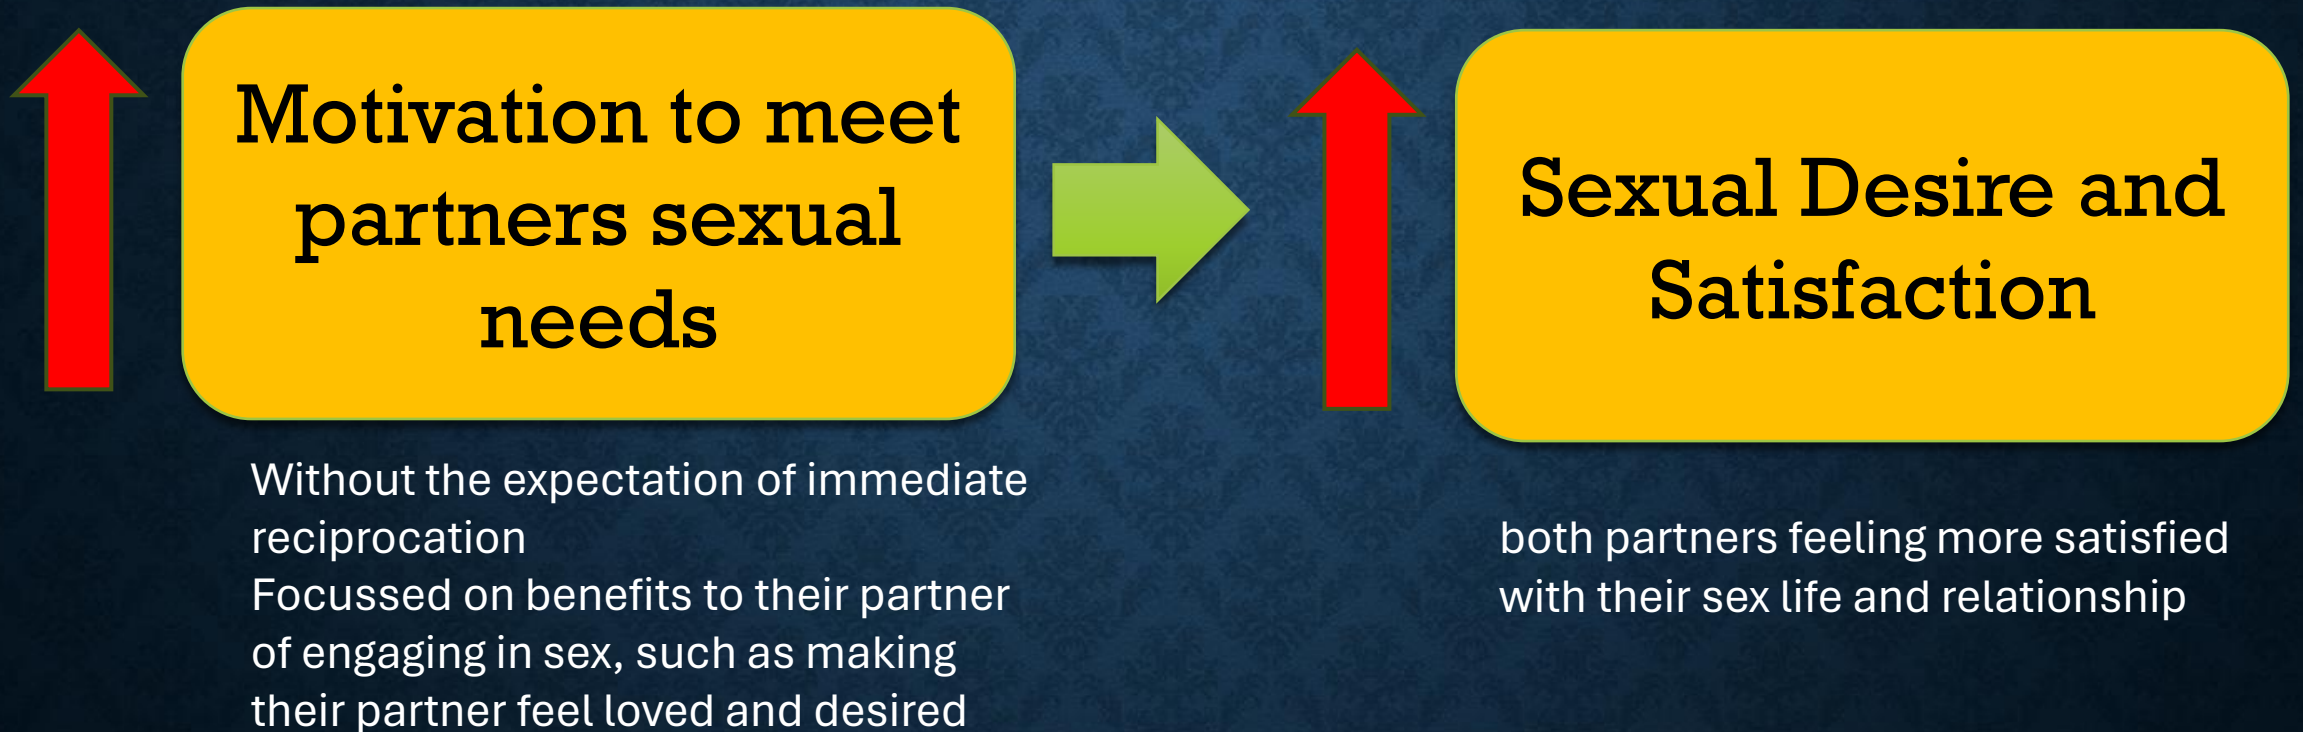 Motivation to meet
partners sexual
needs
Sexual Desire and
Satisfaction
Without the expectation of immediate
reciprocation
Focussed on benefits to their partner
of engaging in sex, such as making
their partner feel loved and desired
both partners feeling more satisfied
with their sex life and relationship